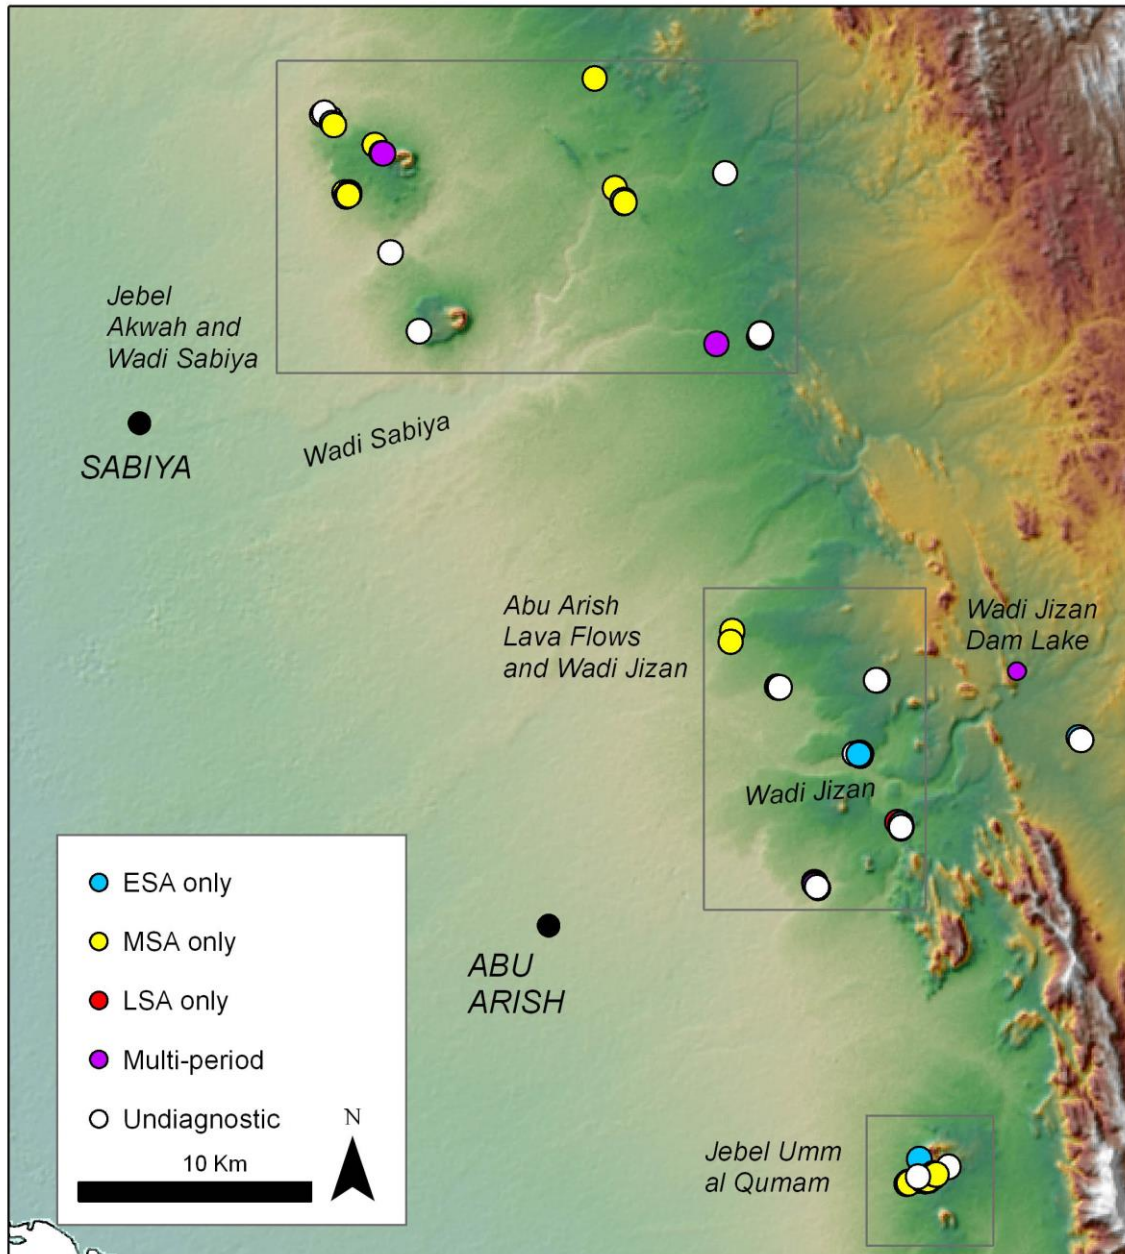 Jebel
Akwah and
Wadi Sabiya
SABIYA
Wadi Sabiya
Abu Arish
Lava Flows
and Wadi Jizan
Wadi Jizan
Dam Lake
Wadi Jizan
ABU
ARISH
Jebel Umm
al Qumam
ESA only
MSA only
LSA only
Multi-period
Undiagnostic
N
10 Km